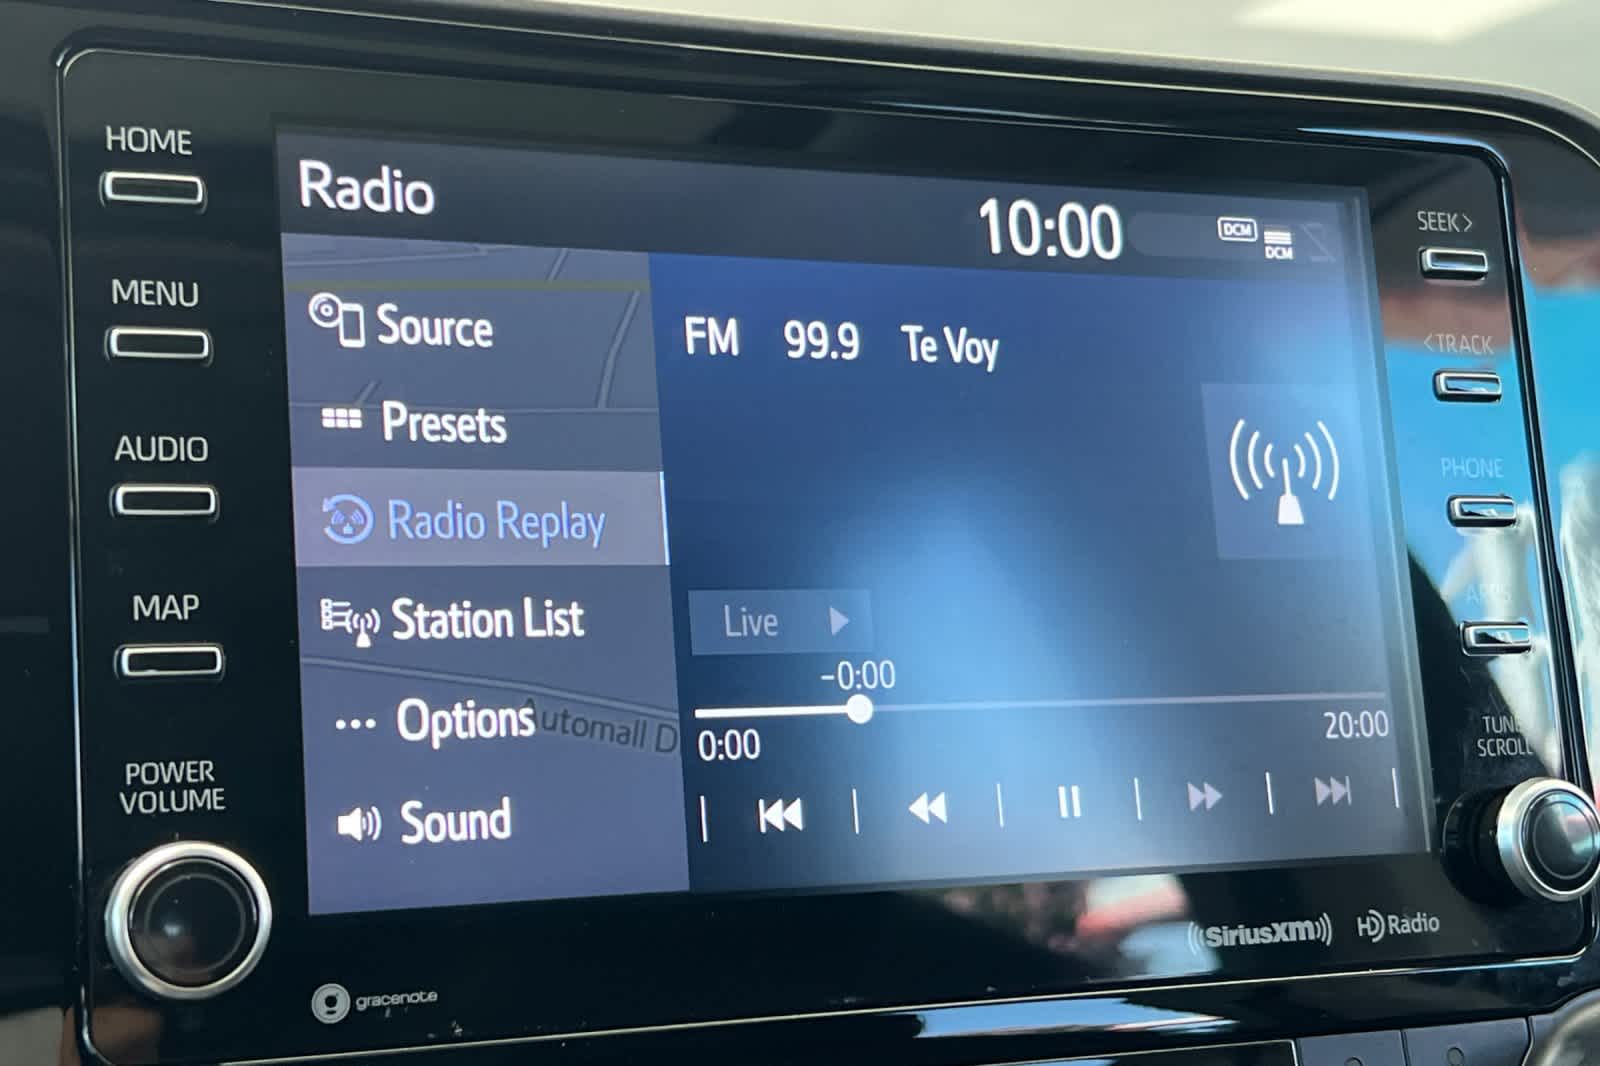 HOME
MENU
AUDIO
MAP
POWER
VOLUME
Radio
10:00
DCM
DCM
Source
Presets
Radio Replay
Station List
Options
Automall D
Sound
FM 99.9 Te Voy
Live
-0:00
0:00
20:00
SEEK>
<TRACK
PHONE
APPS
TUNE
SCROLL
gracenote
SiriusXM
HD Radio